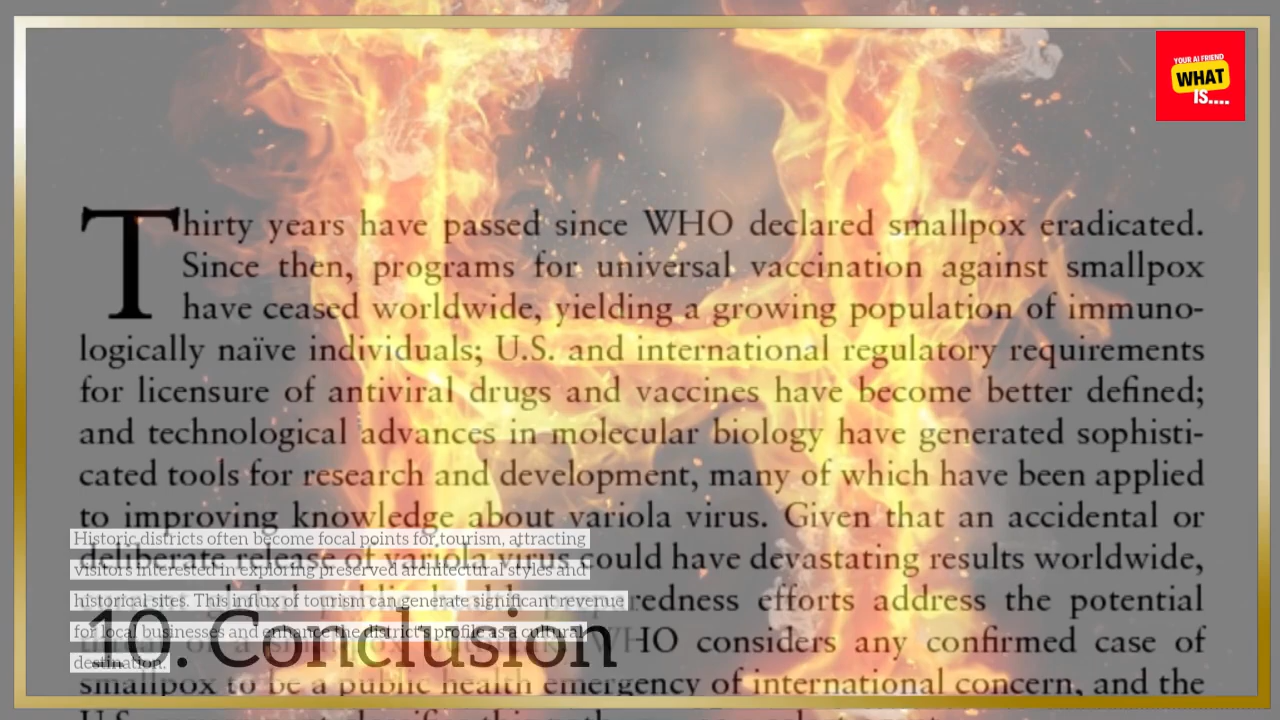 YOUR AI FRIEND
WHAT
IS....
Thirty years have passed since WHO declared smallpox eradicated.
Since then, programs for universal vaccination against smallpox
have ceased worldwide, yielding a growing population of immuno-
logically naïve individuals; U.S. and international regulatory requirements
for licensure of antiviral drugs and vaccines have become better defined;
and technological advances in molecular biology have generated sophisti-
cated tools for research and development, many of which have been applied
to improving knowledge about variola virus. Given that an accidental or
deliberate release of variola virus could have devastating results worldwide,
efforts address the potential
WHO considers any confirmed case of
smallpox to be a public health emergency of international concern, and the
Historic districts often become focal points for tourism, attracting
visitors interested in exploring preserved architectural styles and
historical sites. This influx of tourism can generate significant revenue
for local businesses and enhance the district's profile as a cultural
destination.
10. Conclusion